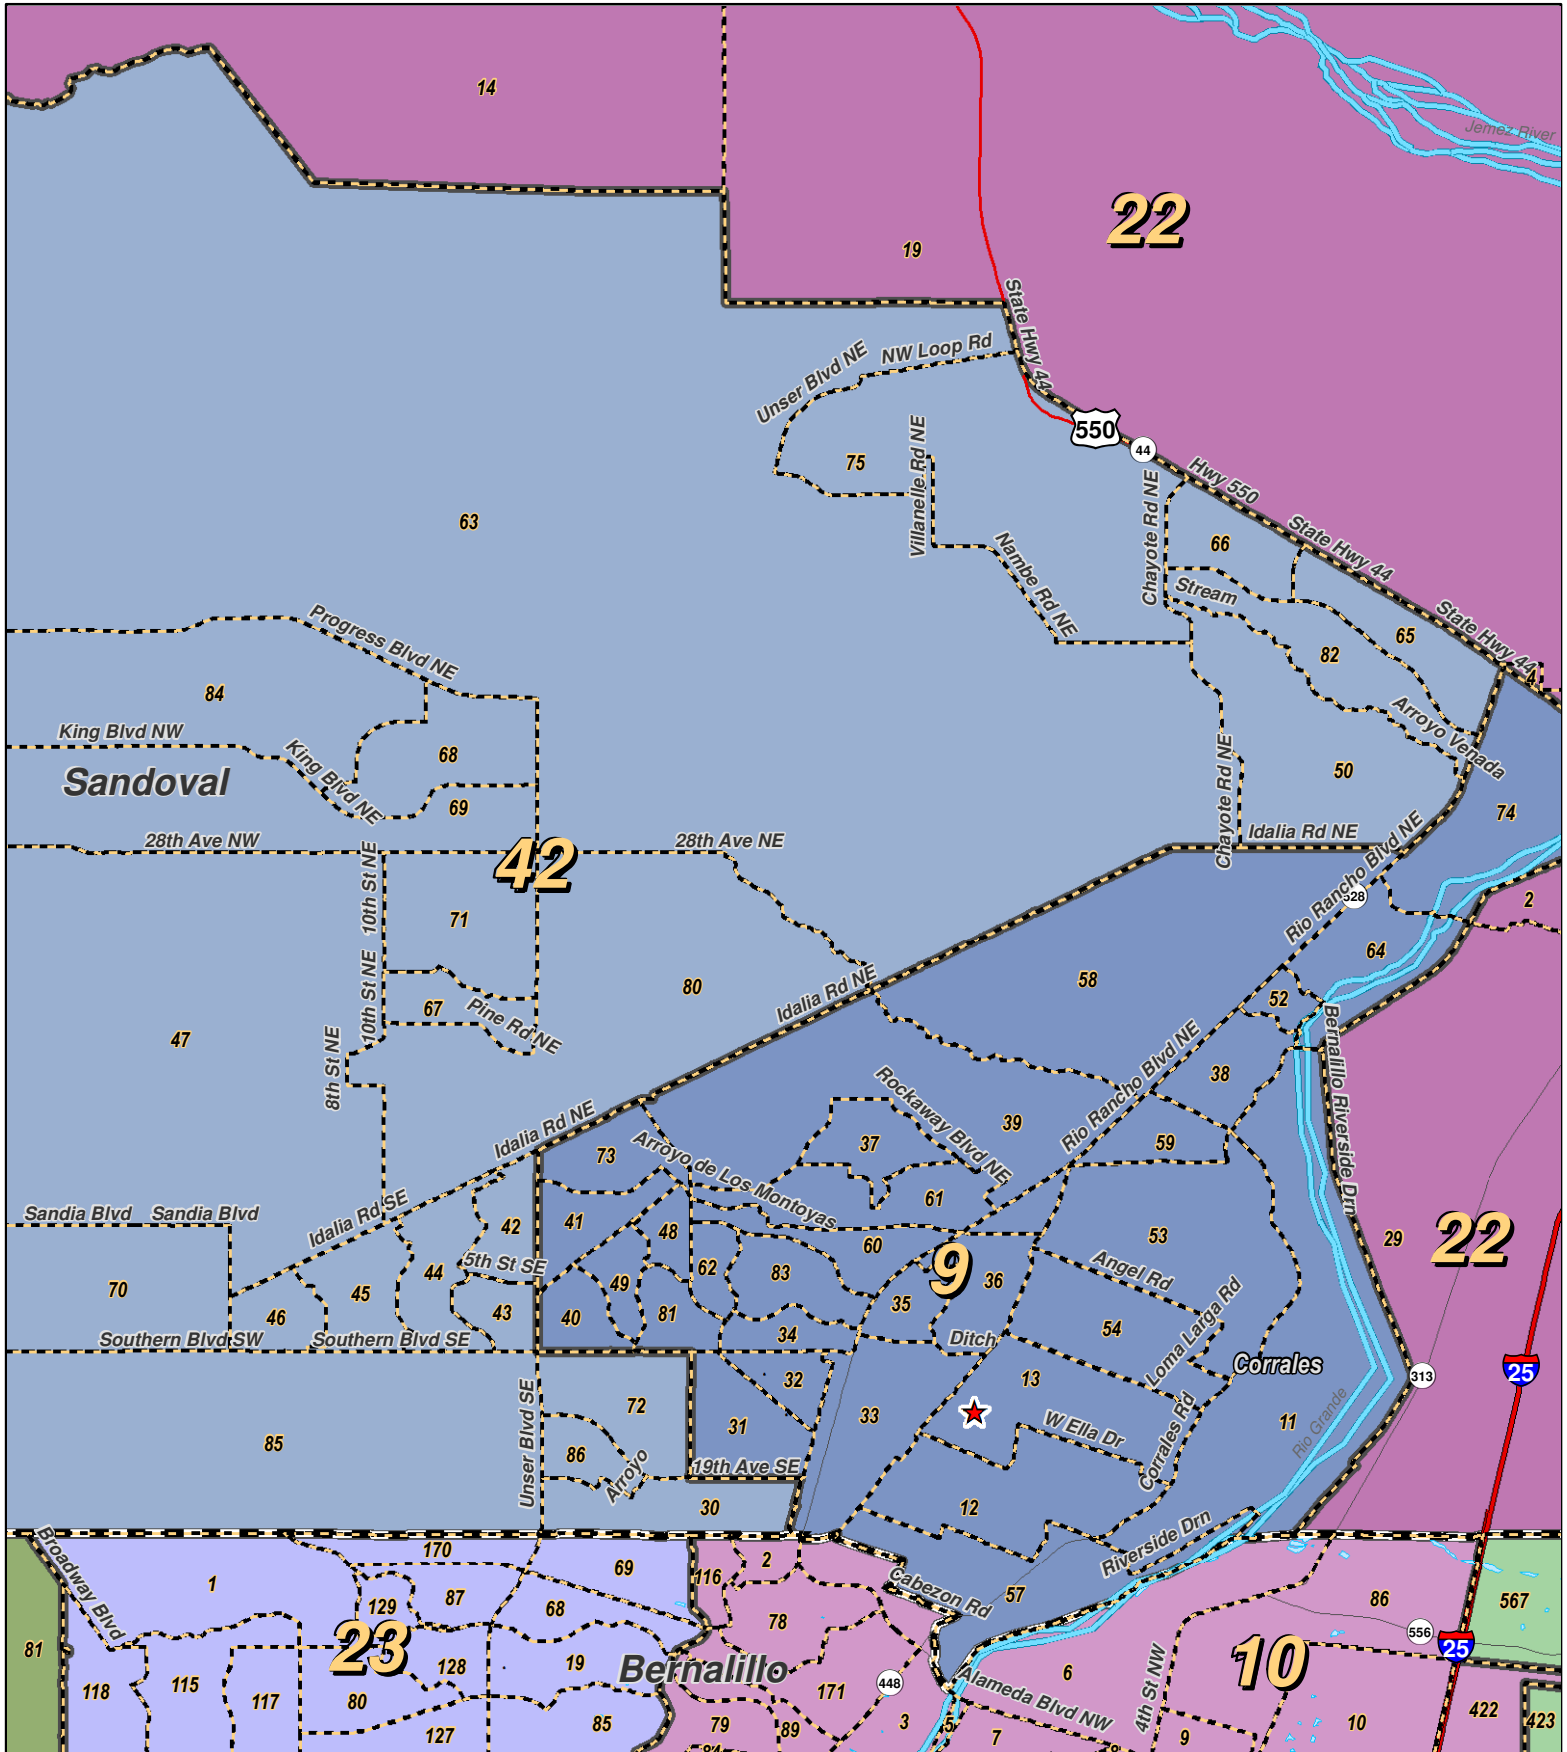 14
Jemez River
22
19
State Hwy 44
NW Loop Rd
Unser Blvd NE
550
44
75
Villanelle Rd NE
Hwy 550
Chayote Rd NE
63
66
State Hwy 44
Nambe Rd NE
Stream
State Hwy 44
65
82
4
Progress Blvd NE
84
King Blvd NW
King Blvd NE
68
Arroyo Venada
50
Sandoval
69
74
Chayote Rd NE
Idalia Rd NE
28th Ave NW
28th Ave NE
42
10th St NE
Rio Rancho Blvd NE
528
2
71
64
58
80
Idalia Rd NE
52
67
Pine Rd NE
10th St NE
47
8th St NE
Bernalillo Riverside Drn
Rio Rancho Blvd NE
38
Rockaway Blvd NE
39
Idalia Rd NE
37
59
73
Arroyo de Los Montoyas
61
Sandia Blvd
Sandia Blvd
Idalia Rd SE
42
41
48
53
29
22
60
5th St SE
44
62
83
9
36
Angel Rd
49
70
45
46
43
40
81
35
34
54
Loma Larga Rd
Ditch
Southern Blvd SW
Southern Blvd SE
Corrales
25
313
32
13
72
Unser Blvd SE
31
33
W Ella Dr
Corrales Rd
11
Rio Grande
85
86
Arroyo
19th Ave SE
30
12
Broadway Blvd
170
69
2
116
Riverside Drn
Cabezon Rd
57
1
129
87
68
78
86
567
556
25
81
23
128
19
Bernalillo
10
118
115
117
80
171
448
6
Alameda Blvd NW
4th St NW
127
85
79
89
3
5
7
8
9
10
422
423
84